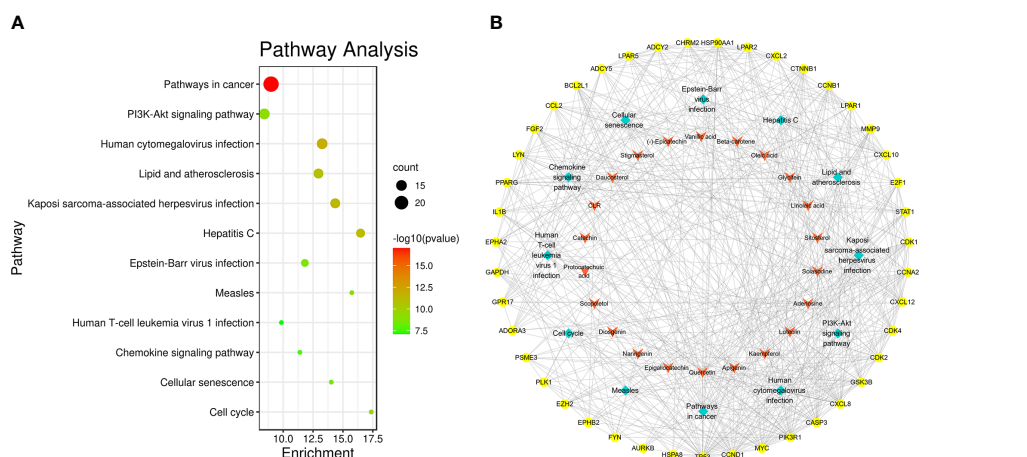 A
B
Pathway Analysis
Pathway
Pathways in cancer
PI3K-Akt signaling pathway
Human cytomegalovirus infection
Lipid and atherosclerosis
Kaposi sarcoma-associated herpesvirus infection
Hepatitis C
Epstein-Barr virus infection
Measles
Human T-cell leukemia virus 1 infection
Chemokine signaling pathway
Cellular senescence
Cell cycle
10.0 12.5 15.0 17.5
Enrichment
count
15
20
-log10(pvalue)
15.0
12.5
10.0
7.5
CHRM2
HSP90AA1
LPAR2
CXCL2
CTNNB1
CCNB1
LPAR1
MMP9
CXCL10
E2F1
STAT1
CDK1
CCNA2
CXCL12
CDK4
CDK2
GSK3B
CXCL8
CASP3
PIK3R1
MYC
CCND1
TP53
HSPA8
AURKB
FYN
EPHB2
EZH2
PLK1
PSME3
ADORA3
GPR17
GAPDH
EPHA2
IL1B
PPARG
LYN
FGF2
CCL2
BCL2L1
ADCY5
LPAR5
ADCY2
Epstein-Barr
virus
infection
Hepatitis C
Lipid and
atherosclerosis
Kaposi
sarcoma-associated
herpesvirus
infection
PI3K-Akt
signaling
pathway
Human
cytomegalovirus
infection
Pathways
in cancer
Measles
Cell cycle
Human
T-cell
leukemia
virus 1
infection
Chemokine
signaling
pathway
Cellular
senescence
Vanillic acid
Beta-carotene
Glycitein
Linoleic acid
Sitosterol
Solasodine
Adenosine
Luteolin
Kaempferol
Apigenin
Quercetin
Epigallocatechin
Naringenin
Diosgenin
Scopoletol
Protocatechuic
acid
Catechin
CLR
Daucosterol
Stigmasterol
(-)-Epicatechin